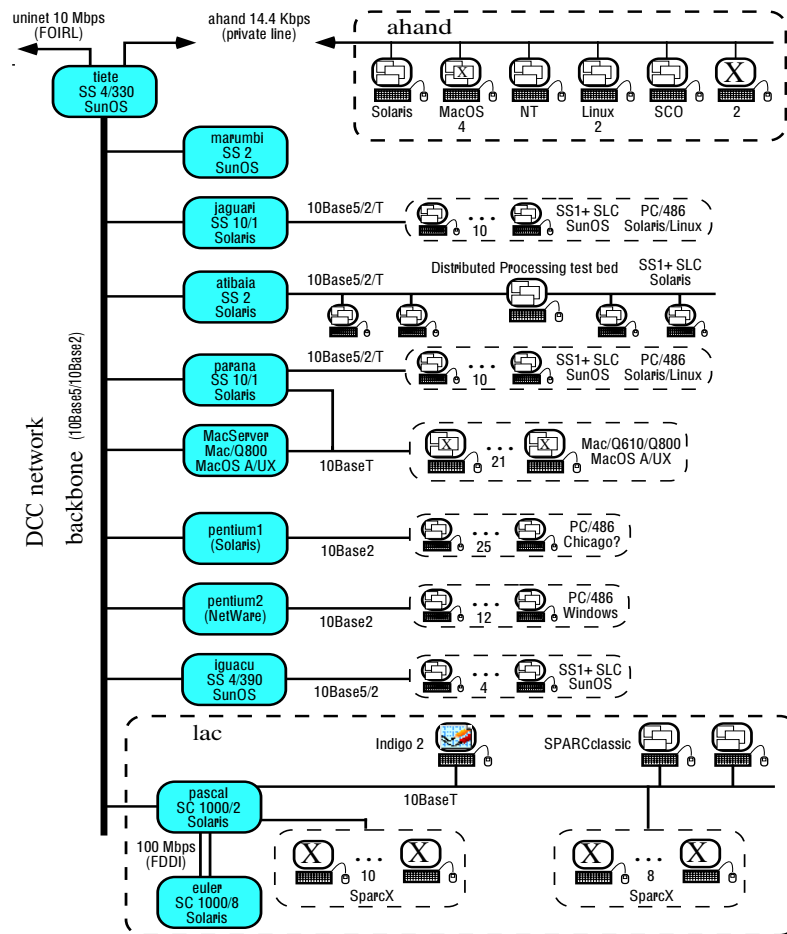 uninet 10 Mbps
(FOIRL)
ahand 14.4 Kbps
(private line)
ahand
tiete
SS 4/330
SunOS
Solaris
MacOS
4
NT
Linux
2
SCO
X
2
X
marumbi
SS 2
SunOS
jaguari
SS 10/1
Solaris
10Base5/2/T
10
SS1+ SLC
SunOS
PC/486
Solaris/Linux
atibaia
SS 2
Solaris
10Base5/2/T
Distributed Processing test bed
SS1+ SLC
Solaris
parana
SS 10/1
Solaris
10Base5/2/T
10
SS1+ SLC
SunOS
PC/486
Solaris/Linux
MacServer
Mac/Q800
MacOS A/UX
10BaseT
X
X
21
Mac/Q610/Q800
MacOS A/UX
DCC network
backbone (10Base5/10Base2)
pentium1
(Solaris)
10Base2
25
PC/486
Chicago?
pentium2
(NetWare)
10Base2
12
PC/486
Windows
iguacu
SS 4/390
SunOS
10Base5/2
4
SS1+ SLC
SunOS
lac
Indigo 2
SPARCclassic
pascal
SC 1000/2
Solaris
10BaseT
100 Mbps
(FDDI)
X
X
10
SparcX
X
X
8
SparcX
euler
SC 1000/8
Solaris